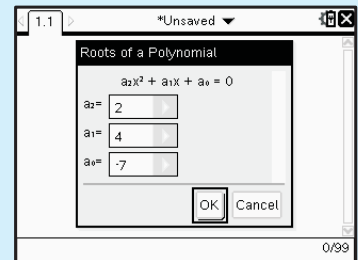 1.1 *Unsaved
Roots of a Polynomial
a₂x² + a₁x + a₀ = 0
a₂= 2
a₁= 4
a₀= -7
OK Cancel
0/99